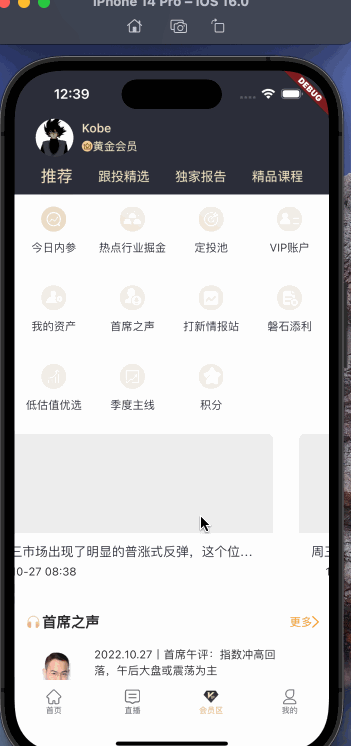 iPhone 14 Pro – iOS 16.0
12:39
DEBUG
Kobe
黄金会员
推荐 跟投精选 独家报告 精品课程
今日内参 热点行业掘金 定投池 VIP账户
我的资产 首席之声 打新情报站 磐石添利
低估值优选 季度主线 积分
三市场出现了明显的普涨式反弹，这个位... 周三
0-27 08:38
首席之声 更多
2022.10.27丨首席午评：指数冲高回
落，午后大盘或震荡为主
首页 直播 会员区 我的